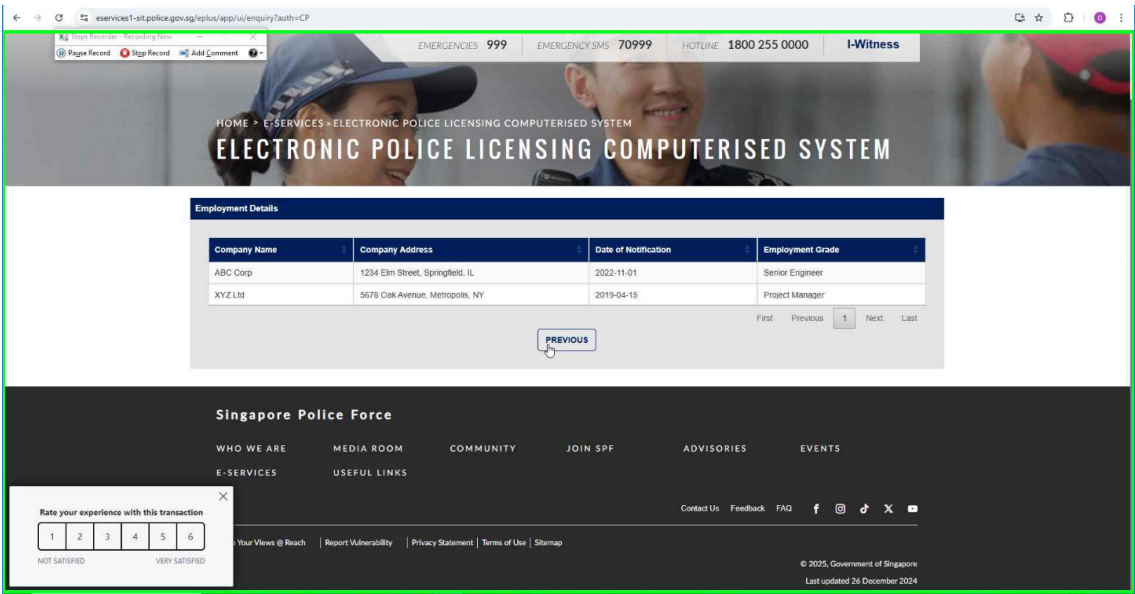 eservices1-sit.police.gov.sg/eplus/app/ui/enquiry?auth=CP
D
Steps Recorder - Recording Now
Pause Record Stop Record Add Comment
EMERGENCIES 999 EMERGENCY SMS 70999 HOTLINE 1800 255 0000 I-Witness
HOME > E-SERVICES » ELECTRONIC POLICE LICENSING COMPUTERISED SYSTEM
ELECTRONIC POLICE LICENSING COMPUTERISED SYSTEM
Employment Details
Company Name Company Address Date of Notification Employment Grade
ABC Corp 1234 Elm Street, Springfield, IL 2022-11-01 Senior Engineer
XYZ Ltd 5678 Oak Avenue, Metropolis, NY 2019-04-15 Project Manager
First Previous 1 Next Last
PREVIOUS
Singapore Police Force
WHO WE ARE MEDIA ROOM COMMUNITY JOIN SPF ADVISORIES EVENTS
E-SERVICES USEFUL LINKS
Rate your experience with this transaction
1 2 3 4 5 6
NOT SATISFIED VERY SATISFIED
Contact Us Feedback FAQ
Your Views @ Reach | Report Vulnerability | Privacy Statement | Terms of Use | Sitemap
© 2025, Government of Singapore
Last updated 26 December 2024